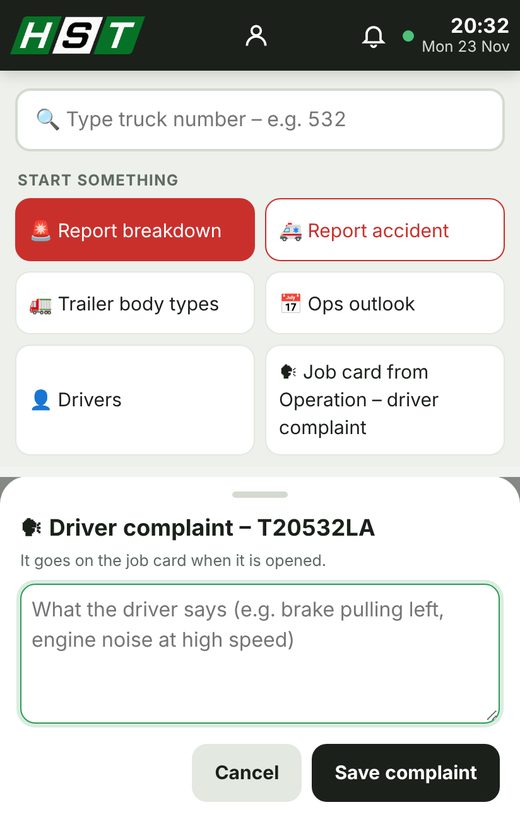 HST
20:32
Mon 23 Nov
🔍 Type truck number – e.g. 532
START SOMETHING
🚨 Report breakdown
🚑 Report accident
🚛 Trailer body types
📅 Ops outlook
👤 Drivers
🗣 Job card from
Operation – driver
complaint
🗣 Driver complaint – T20532LA
It goes on the job card when it is opened.
What the driver says (e.g. brake pulling left,
engine noise at high speed)
Cancel
Save complaint